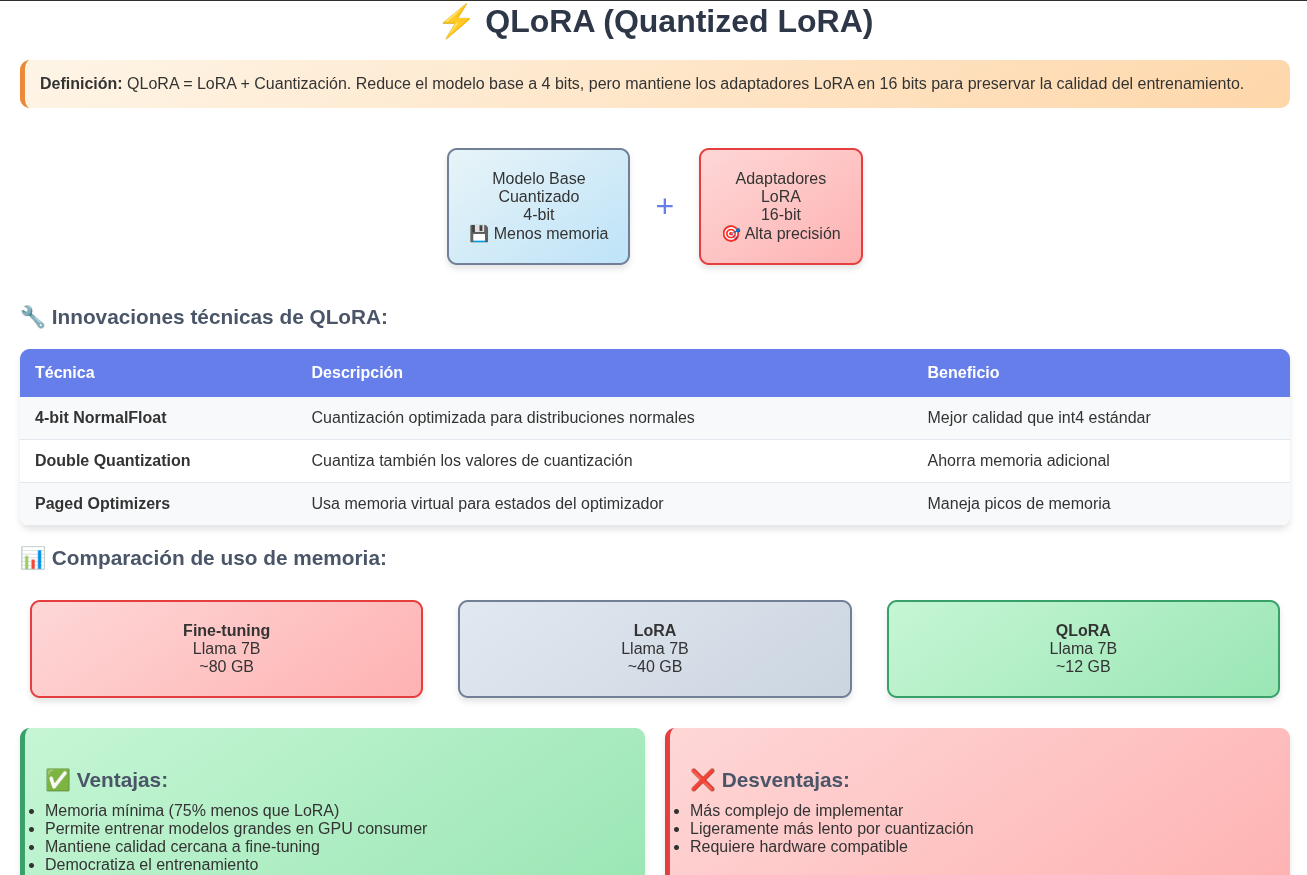 ⚡ QLoRA (Quantized LoRA)
Definición: QLoRA = LoRA + Cuantización. Reduce el modelo base a 4 bits, pero mantiene los adaptadores LoRA en 16 bits para preservar la calidad del entrenamiento.
Modelo Base
Cuantizado
4-bit
💾 Menos memoria
+
Adaptadores
LoRA
16-bit
🎯 Alta precisión
🔧 Innovaciones técnicas de QLoRA:
Técnica Descripción Beneficio
4-bit NormalFloat Cuantización optimizada para distribuciones normales Mejor calidad que int4 estándar
Double Quantization Cuantiza también los valores de cuantización Ahorra memoria adicional
Paged Optimizers Usa memoria virtual para estados del optimizador Maneja picos de memoria
📊 Comparación de uso de memoria:
Fine-tuning
Llama 7B
~80 GB
LoRA
Llama 7B
~40 GB
QLoRA
Llama 7B
~12 GB
✅ Ventajas:
• Memoria mínima (75% menos que LoRA)
• Permite entrenar modelos grandes en GPU consumer
• Mantiene calidad cercana a fine-tuning
• Democratiza el entrenamiento
❌ Desventajas:
• Más complejo de implementar
• Ligeramente más lento por cuantización
• Requiere hardware compatible